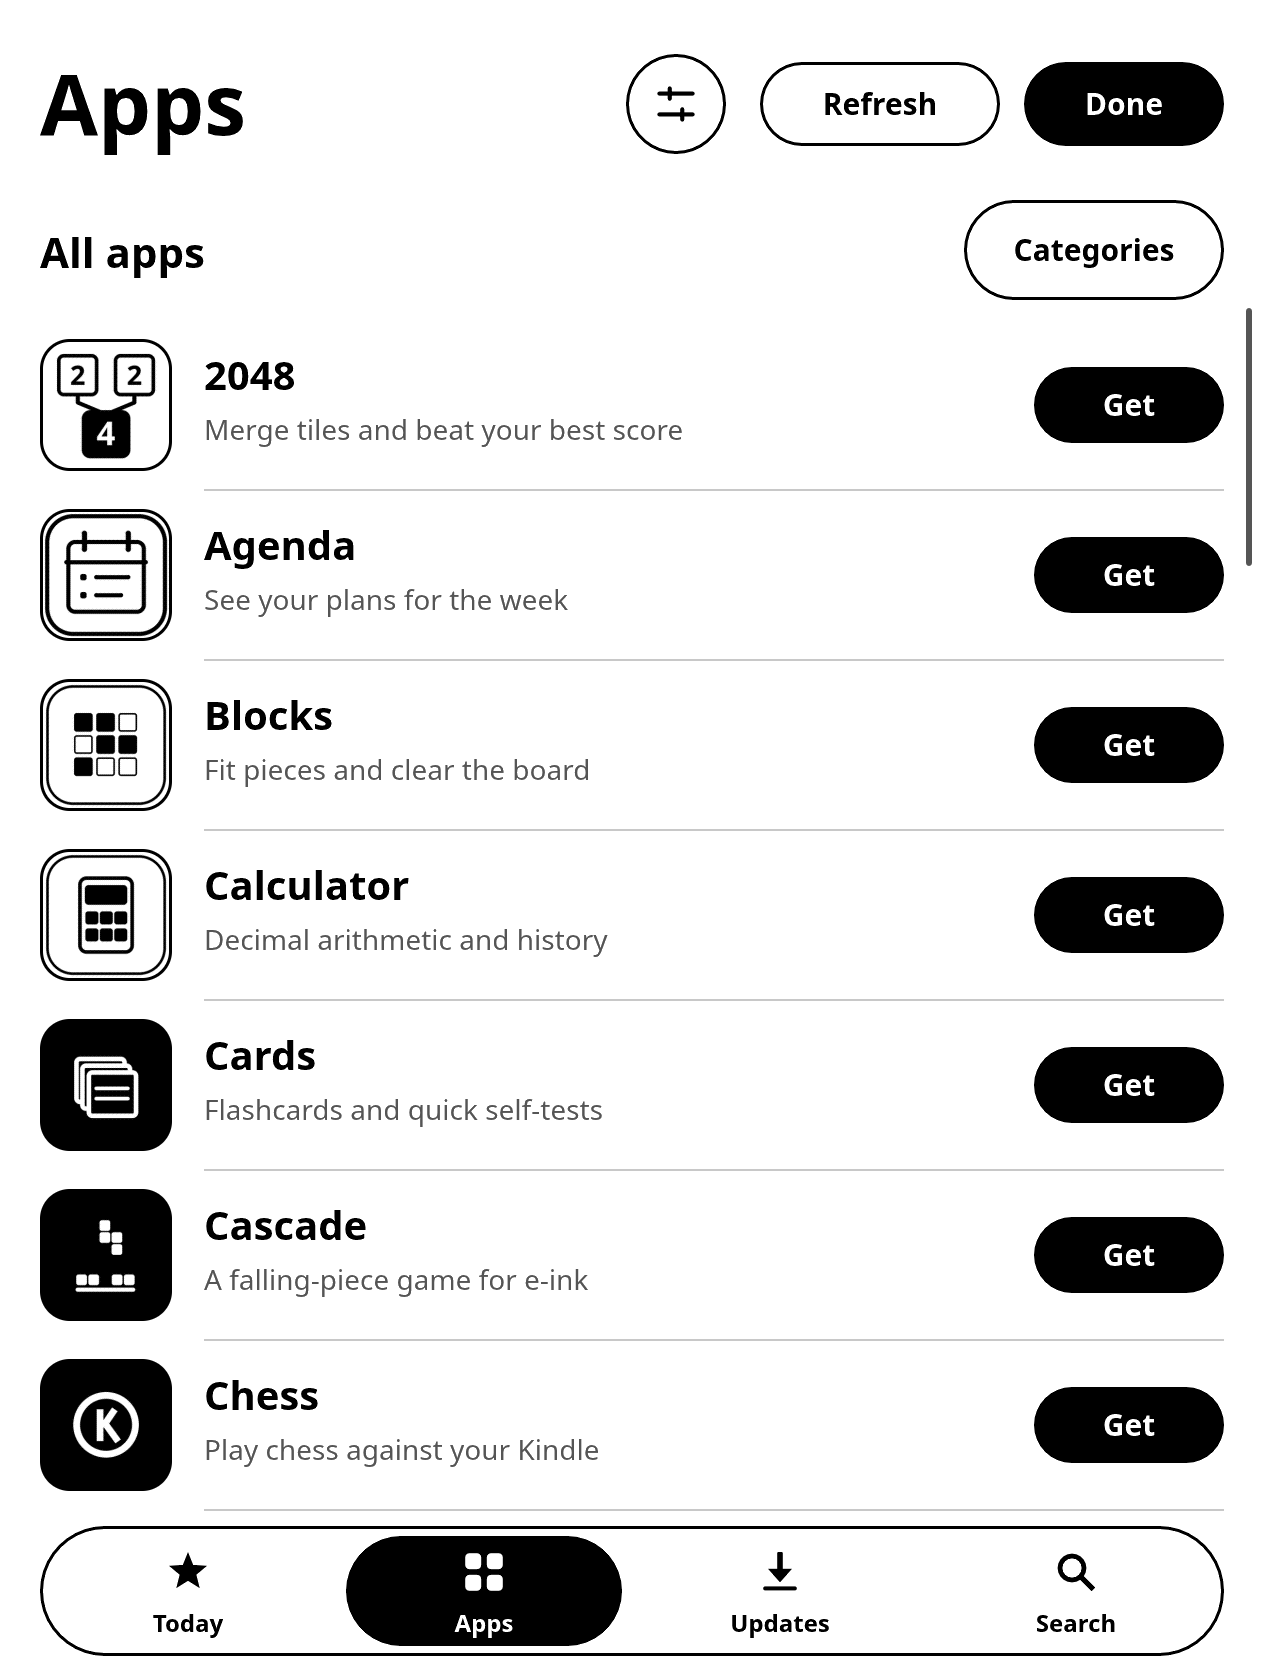 Apps
Refresh
Done
All apps
Categories
2 2
4
2048
Merge tiles and beat your best score
Get
Agenda
See your plans for the week
Get
Blocks
Fit pieces and clear the board
Get
Calculator
Decimal arithmetic and history
Get
Cards
Flashcards and quick self-tests
Get
Cascade
A falling-piece game for e-ink
Get
K
Chess
Play chess against your Kindle
Get
Today
Apps
Updates
Search